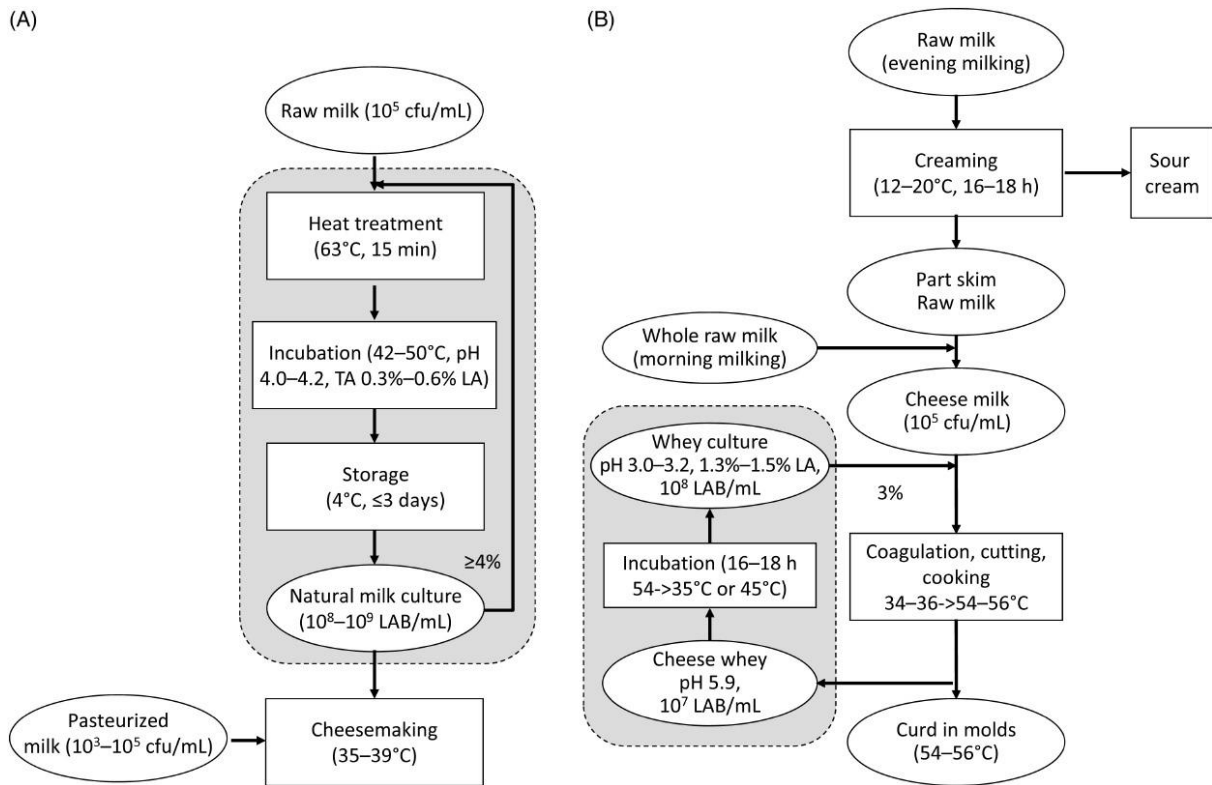 (A)
Raw milk (10⁵ cfu/mL)
Heat treatment
(63°C, 15 min)
Incubation (42–50°C, pH
4.0–4.2, TA 0.3%–0.6% LA)
Storage
(4°C, ≤3 days)
≥4%
Natural milk culture
(10⁸–10⁹ LAB/mL)
Pasteurized
milk (10³–10⁵ cfu/mL)
Cheesemaking
(35–39°C)
(B)
Raw milk
(evening milking)
Creaming
(12–20°C, 16–18 h)
Sour
cream
Part skim
Raw milk
Whole raw milk
(morning milking)
Cheese milk
(10⁵ cfu/mL)
Whey culture
pH 3.0–3.2, 1.3%–1.5% LA,
10⁸ LAB/mL
3%
Incubation (16–18 h
54->35°C or 45°C)
Coagulation, cutting,
cooking
34–36->54–56°C
Cheese whey
pH 5.9,
10⁷ LAB/mL
Curd in molds
(54–56°C)